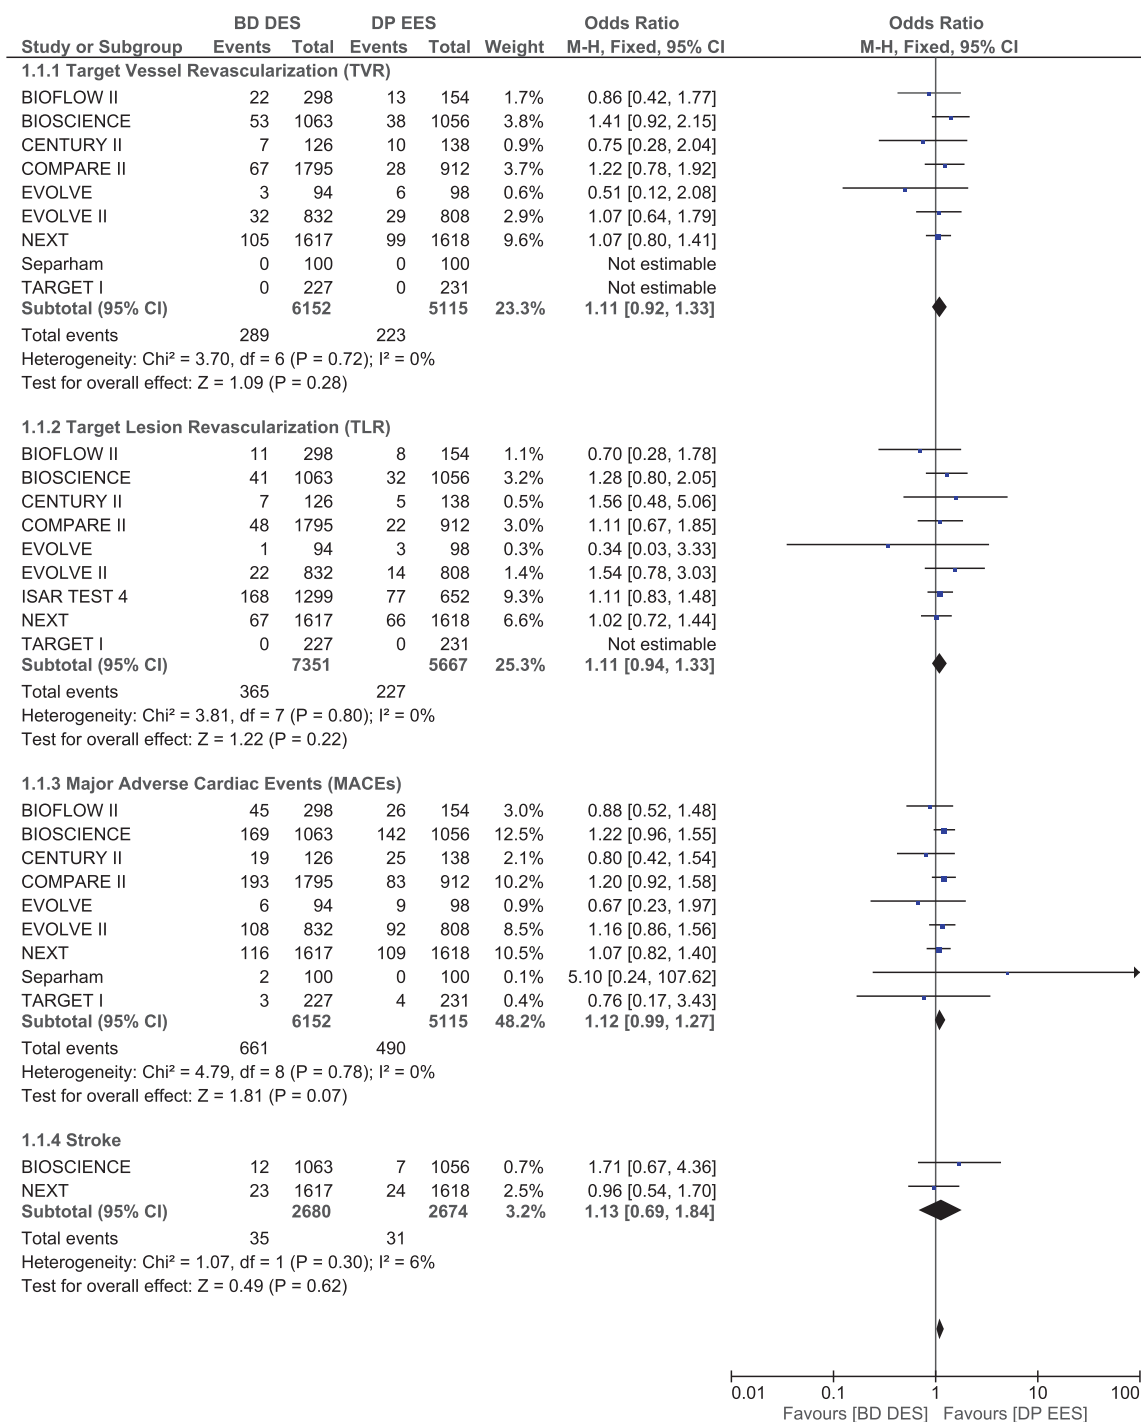 BD DES DP EES Odds Ratio Odds Ratio
Study or Subgroup Events Total Events Total Weight M-H, Fixed, 95% CI M-H, Fixed, 95% CI
1.1.1 Target Vessel Revascularization (TVR)
BIOFLOW II 22 298 13 154 1.7% 0.86 [0.42, 1.77]
BIOSCIENCE 53 1063 38 1056 3.8% 1.41 [0.92, 2.15]
CENTURY II 7 126 10 138 0.9% 0.75 [0.28, 2.04]
COMPARE II 67 1795 28 912 3.7% 1.22 [0.78, 1.92]
EVOLVE 3 94 6 98 0.6% 0.51 [0.12, 2.08]
EVOLVE II 32 832 29 808 2.9% 1.07 [0.64, 1.79]
NEXT 105 1617 99 1618 9.6% 1.07 [0.80, 1.41]
Separham 0 100 0 100 Not estimable
TARGET I 0 227 0 231 Not estimable
Subtotal (95% CI) 6152 5115 23.3% 1.11 [0.92, 1.33]
Total events 289 223
Heterogeneity: Chi² = 3.70, df = 6 (P = 0.72); I² = 0%
Test for overall effect: Z = 1.09 (P = 0.28)
1.1.2 Target Lesion Revascularization (TLR)
BIOFLOW II 11 298 8 154 1.1% 0.70 [0.28, 1.78]
BIOSCIENCE 41 1063 32 1056 3.2% 1.28 [0.80, 2.05]
CENTURY II 7 126 5 138 0.5% 1.56 [0.48, 5.06]
COMPARE II 48 1795 22 912 3.0% 1.11 [0.67, 1.85]
EVOLVE 1 94 3 98 0.3% 0.34 [0.03, 3.33]
EVOLVE II 22 832 14 808 1.4% 1.54 [0.78, 3.03]
ISAR TEST 4 168 1299 77 652 9.3% 1.11 [0.83, 1.48]
NEXT 67 1617 66 1618 6.6% 1.02 [0.72, 1.44]
TARGET I 0 227 0 231 Not estimable
Subtotal (95% CI) 7351 5667 25.3% 1.11 [0.94, 1.33]
Total events 365 227
Heterogeneity: Chi² = 3.81, df = 7 (P = 0.80); I² = 0%
Test for overall effect: Z = 1.22 (P = 0.22)
1.1.3 Major Adverse Cardiac Events (MACEs)
BIOFLOW II 45 298 26 154 3.0% 0.88 [0.52, 1.48]
BIOSCIENCE 169 1063 142 1056 12.5% 1.22 [0.96, 1.55]
CENTURY II 19 126 25 138 2.1% 0.80 [0.42, 1.54]
COMPARE II 193 1795 83 912 10.2% 1.20 [0.92, 1.58]
EVOLVE 6 94 9 98 0.9% 0.67 [0.23, 1.97]
EVOLVE II 108 832 92 808 8.5% 1.16 [0.86, 1.56]
NEXT 116 1617 109 1618 10.5% 1.07 [0.82, 1.40]
Separham 2 100 0 100 0.1% 5.10 [0.24, 107.62]
TARGET I 3 227 4 231 0.4% 0.76 [0.17, 3.43]
Subtotal (95% CI) 6152 5115 48.2% 1.12 [0.99, 1.27]
Total events 661 490
Heterogeneity: Chi² = 4.79, df = 8 (P = 0.78); I² = 0%
Test for overall effect: Z = 1.81 (P = 0.07)
1.1.4 Stroke
BIOSCIENCE 12 1063 7 1056 0.7% 1.71 [0.67, 4.36]
NEXT 23 1617 24 1618 2.5% 0.96 [0.54, 1.70]
Subtotal (95% CI) 2680 2674 3.2% 1.13 [0.69, 1.84]
Total events 35 31
Heterogeneity: Chi² = 1.07, df = 1 (P = 0.30); I² = 6%
Test for overall effect: Z = 0.49 (P = 0.62)
0.01 0.1 1 10 100
Favours [BD DES] Favours [DP EES]